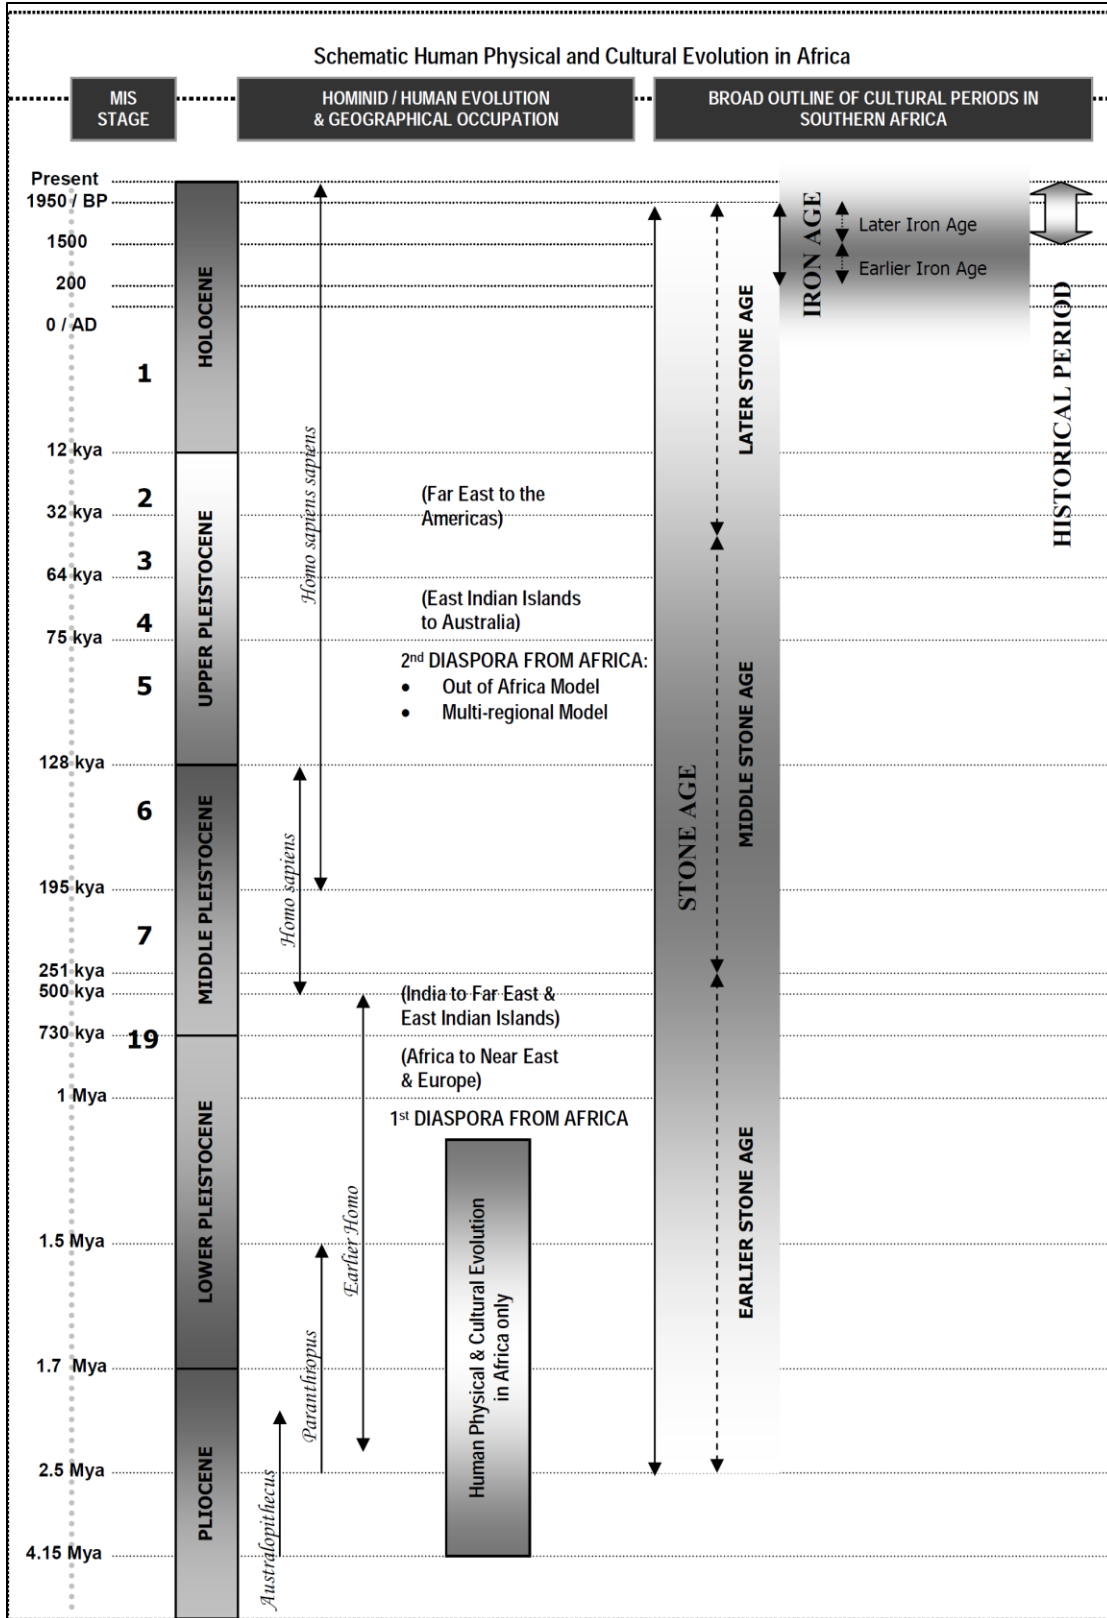 Schematic Human Physical and Cultural Evolution in Africa
MIS
STAGE
HOMINID / HUMAN EVOLUTION
& GEOGRAPHICAL OCCUPATION
BROAD OUTLINE OF CULTURAL PERIODS IN
SOUTHERN AFRICA
Present
1950 / BP
1500
200
0 / AD
12 kya
32 kya
64 kya
75 kya
128 kya
195 kya
251 kya
500 kya
730 kya
1 Mya
1.5 Mya
1.7 Mya
2.5 Mya
4.15 Mya
1
2
3
4
5
6
7
19
HOLOCENE
UPPER PLEISTOCENE
MIDDLE PLEISTOCENE
LOWER PLEISTOCENE
PLIOCENE
Homo sapiens sapiens
Homo sapiens
Earlier Homo
Paranthropus
Australopithecus
(Far East to the
Americas)
(East Indian Islands
to Australia)
2nd DIASPORA FROM AFRICA:
• Out of Africa Model
• Multi-regional Model
(India to Far East &
East Indian Islands)
(Africa to Near East
& Europe)
1st DIASPORA FROM AFRICA
Human Physical & Cultural Evolution
in Africa only
STONE AGE
LATER STONE AGE
MIDDLE STONE AGE
EARLIER STONE AGE
IRON AGE
Later Iron Age
Earlier Iron Age
HISTORICAL PERIOD